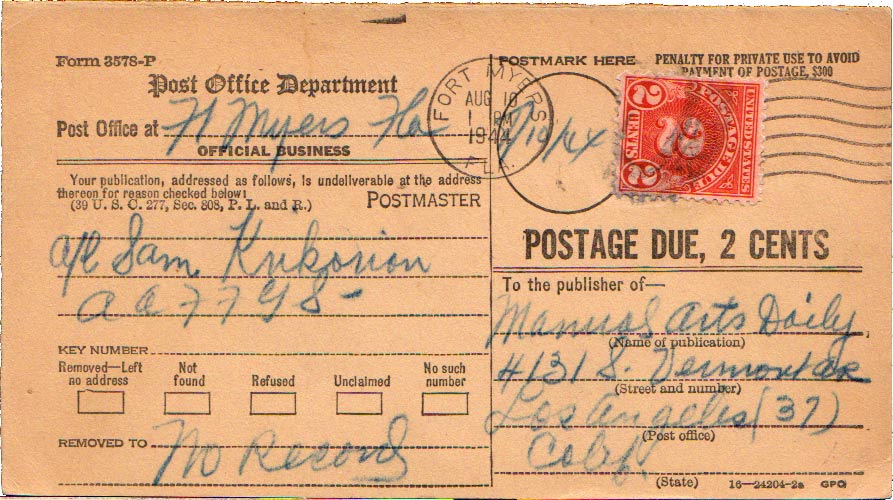 Form 3578-P
Post Office Department
Post Office at Ft Myers Fla
OFFICIAL BUSINESS
Your publication, addressed as follows, is undeliverable at the address
thereon for reason checked below:
(39 U. S. C. 277, Sec. 808, P. L. and R.)
POSTMASTER
a/c Sam Krikorian
KEY NUMBER
Removed—Left no address
Not found
Refused
Unclaimed
No such number
REMOVED TO No Record
POSTMARK HERE
PENALTY FOR PRIVATE USE TO AVOID
PAYMENT OF POSTAGE, $300
FORT MYERS
AUG 10
1 PM
1944
FLA.
8/10/44
UNITED STATES
POSTAGE DUE
2
2 CENTS 2
POSTAGE DUE, 2 CENTS
To the publisher of—
Manual Arts Daily
(Name of publication)
4131 S. Vermont av
(Street and number)
Los Angeles (37)
(Post office)
Calif.
(State)
16—24204-2a GPO